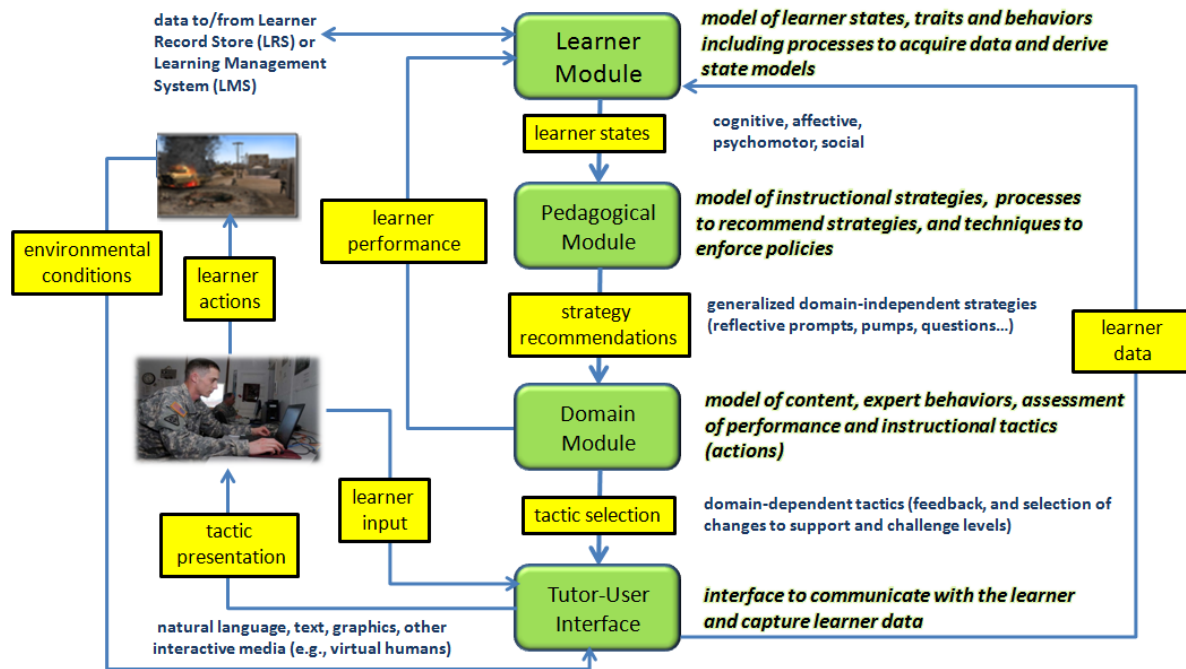 data to/from Learner
Record Store (LRS) or
Learning Management
System (LMS)
Learner
Module
model of learner states, traits and behaviors
including processes to acquire data and derive
state models
learner states
cognitive, affective,
psychomotor, social
environmental
conditions
learner
actions
learner
performance
Pedagogical
Module
model of instructional strategies, processes
to recommend strategies, and techniques to
enforce policies
strategy
recommendations
generalized domain-independent strategies
(reflective prompts, pumps, questions...)
learner
data
Domain
Module
model of content, expert behaviors, assessment
of performance and instructional tactics
(actions)
tactic
presentation
learner
input
tactic selection
domain-dependent tactics (feedback, and selection of
changes to support and challenge levels)
Tutor-User
Interface
interface to communicate with the learner
and capture learner data
natural language, text, graphics, other
interactive media (e.g., virtual humans)